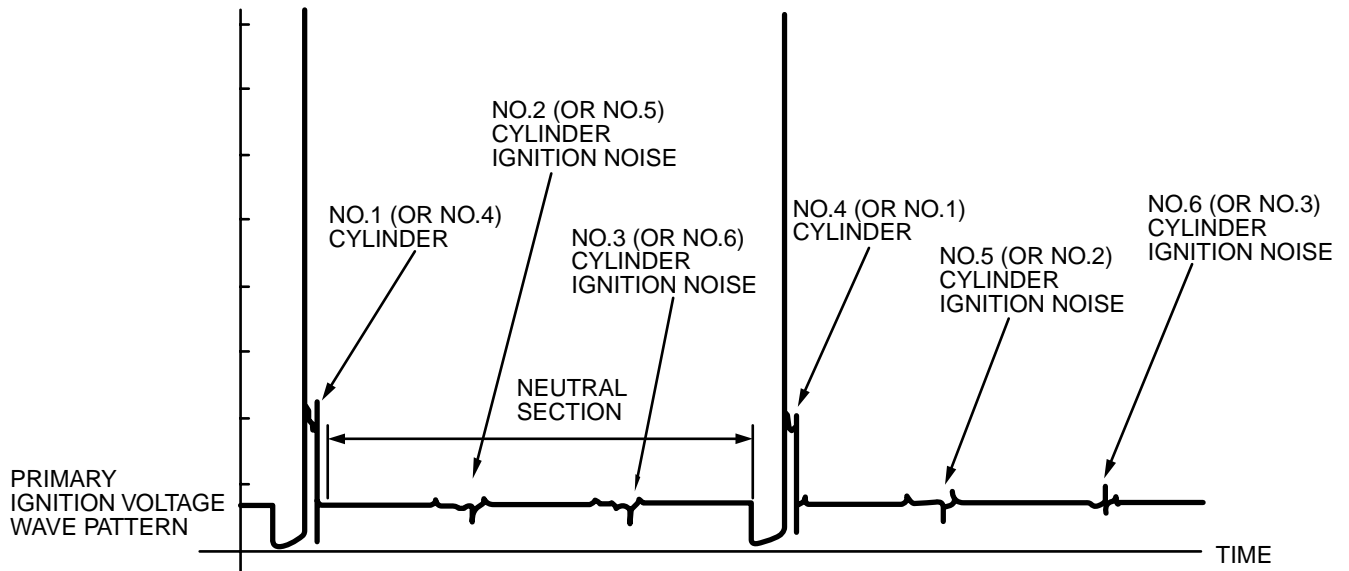 NO.2 (OR NO.5)
CYLINDER
IGNITION NOISE
NO.1 (OR NO.4)
CYLINDER
NO.3 (OR NO.6)
CYLINDER
IGNITION NOISE
NO.4 (OR NO.1)
CYLINDER
NO.5 (OR NO.2)
CYLINDER
IGNITION NOISE
NO.6 (OR NO.3)
CYLINDER
IGNITION NOISE
NEUTRAL
SECTION
PRIMARY
IGNITION VOLTAGE
WAVE PATTERN
TIME